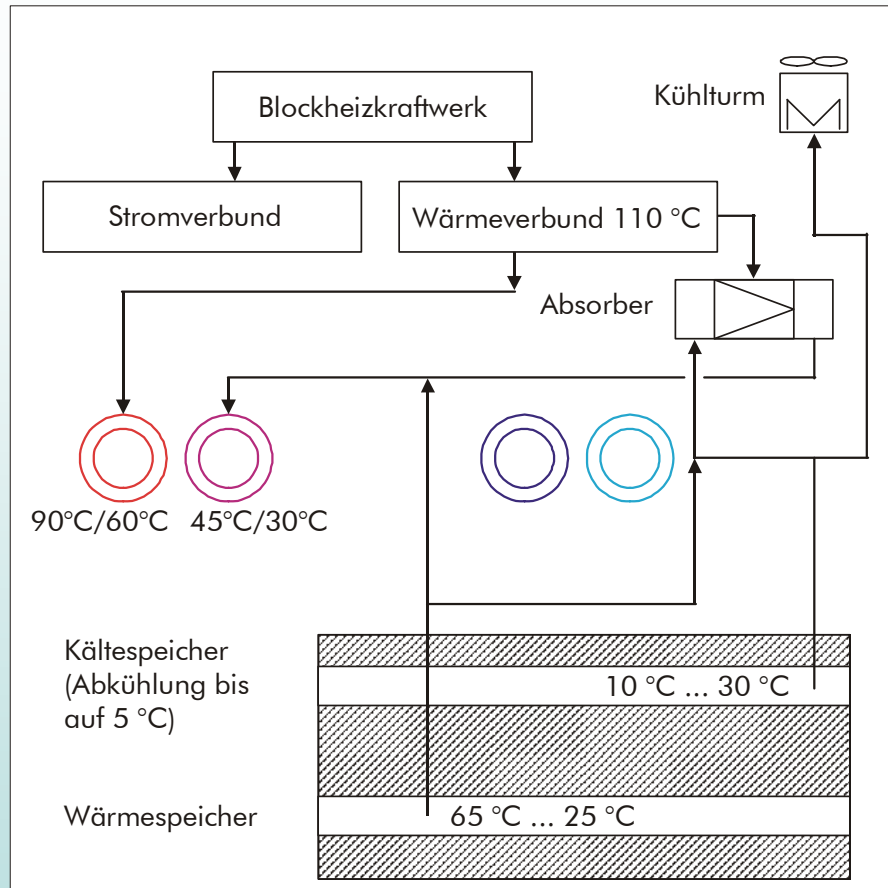 Kühlturm
Blockheizkraftwerk
Stromverbund
Wärmeverbund 110 °C
Absorber
90°C/60°C
45°C/30°C
Kältespeicher
(Abkühlung bis
auf 5 °C)
10 °C ... 30 °C
Wärmespeicher
65 °C ... 25 °C